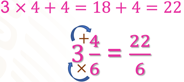 3 × 4 + 4 = 18 + 4 = 22
3 + 4/6 = 22/6
×